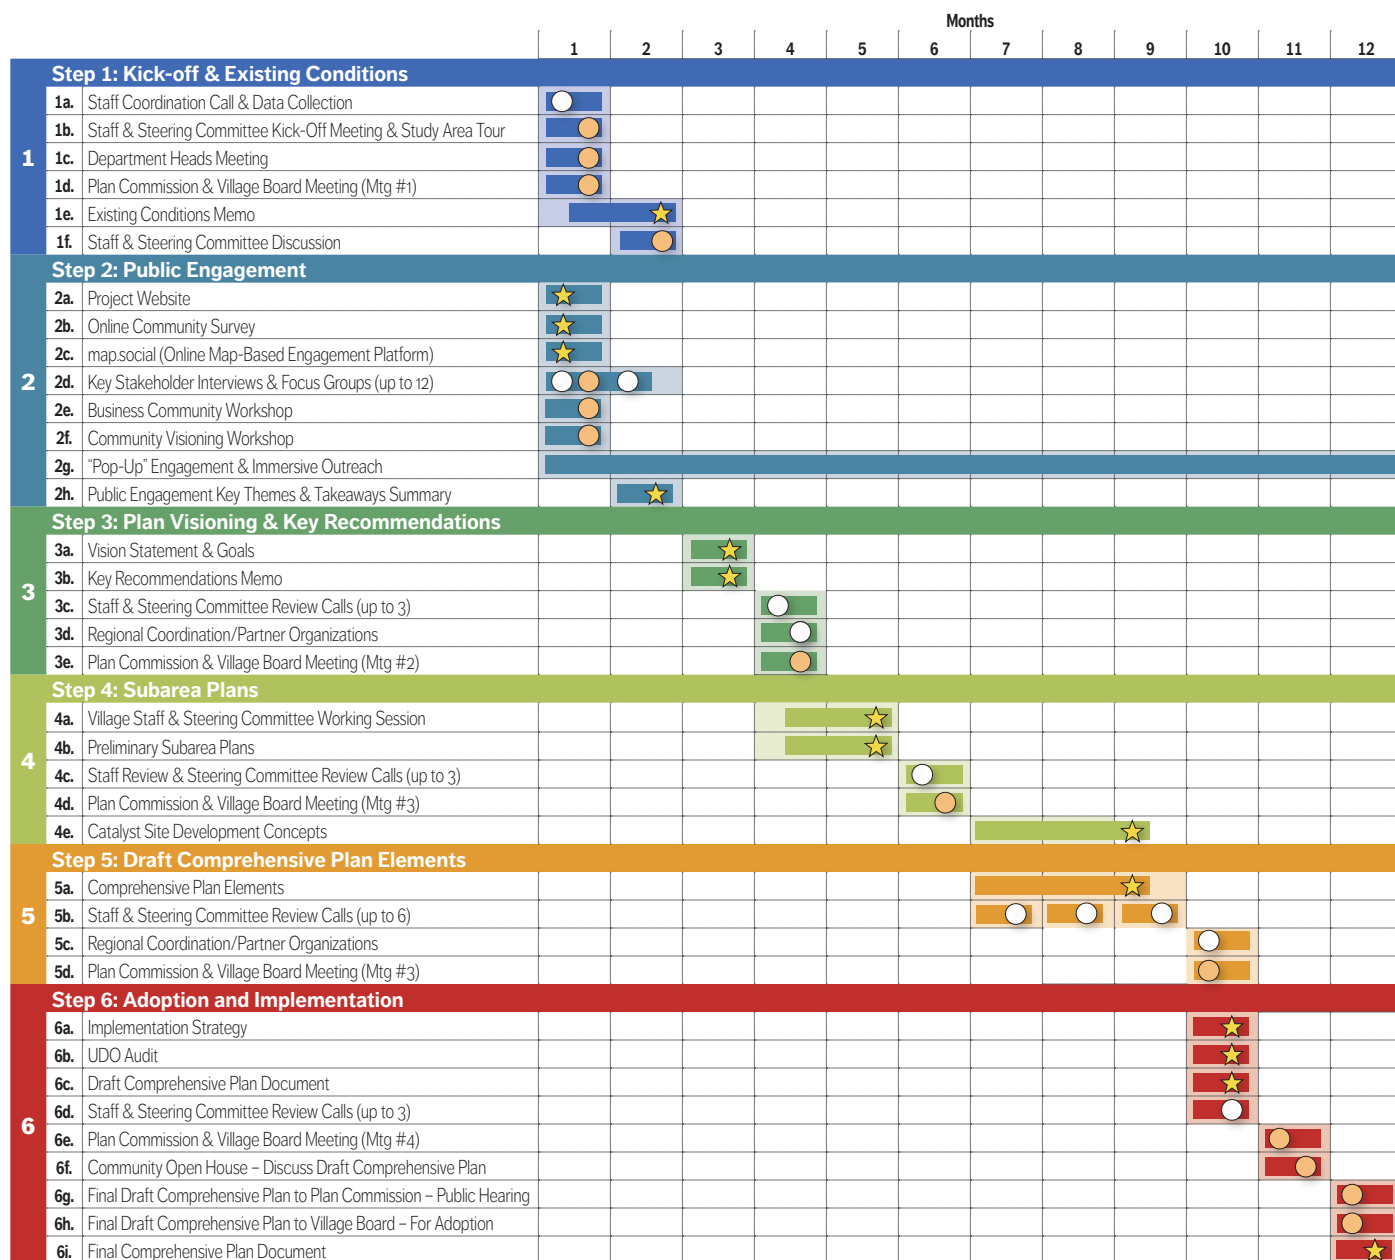 Months
1 2 3 4 5 6 7 8 9 10 11 12
Step 1: Kick-off & Existing Conditions
1
1a. Staff Coordination Call & Data Collection
1b. Staff & Steering Committee Kick-Off Meeting & Study Area Tour
1c. Department Heads Meeting
1d. Plan Commission & Village Board Meeting (Mtg #1)
1e. Existing Conditions Memo
1f. Staff & Steering Committee Discussion
Step 2: Public Engagement
2
2a. Project Website
2b. Online Community Survey
2c. map.social (Online Map-Based Engagement Platform)
2d. Key Stakeholder Interviews & Focus Groups (up to 12)
2e. Business Community Workshop
2f. Community Visioning Workshop
2g. “Pop-Up” Engagement & Immersive Outreach
2h. Public Engagement Key Themes & Takeaways Summary
Step 3: Plan Visioning & Key Recommendations
3
3a. Vision Statement & Goals
3b. Key Recommendations Memo
3c. Staff & Steering Committee Review Calls (up to 3)
3d. Regional Coordination/Partner Organizations
3e. Plan Commission & Village Board Meeting (Mtg #2)
Step 4: Subarea Plans
4
4a. Village Staff & Steering Committee Working Session
4b. Preliminary Subarea Plans
4c. Staff Review & Steering Committee Review Calls (up to 3)
4d. Plan Commission & Village Board Meeting (Mtg #3)
4e. Catalyst Site Development Concepts
Step 5: Draft Comprehensive Plan Elements
5
5a. Comprehensive Plan Elements
5b. Staff & Steering Committee Review Calls (up to 6)
5c. Regional Coordination/Partner Organizations
5d. Plan Commission & Village Board Meeting (Mtg #3)
Step 6: Adoption and Implementation
6
6a. Implementation Strategy
6b. UDO Audit
6c. Draft Comprehensive Plan Document
6d. Staff & Steering Committee Review Calls (up to 3)
6e. Plan Commission & Village Board Meeting (Mtg #4)
6f. Community Open House – Discuss Draft Comprehensive Plan
6g. Final Draft Comprehensive Plan to Plan Commission – Public Hearing
6h. Final Draft Comprehensive Plan to Village Board – For Adoption
6i. Final Comprehensive Plan Document